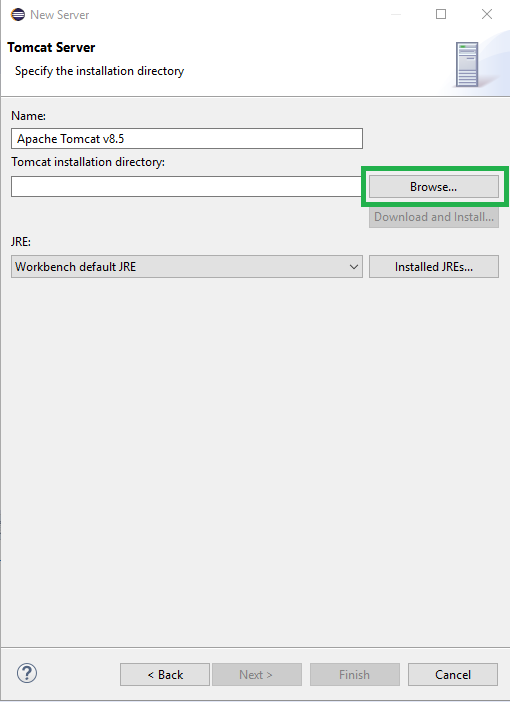 New Server
Tomcat Server
Specify the installation directory
Name:
Apache Tomcat v8.5
Tomcat installation directory:
Browse...
Download and Install...
JRE:
Workbench default JRE
Installed JREs...
?
< Back
Next >
Finish
Cancel